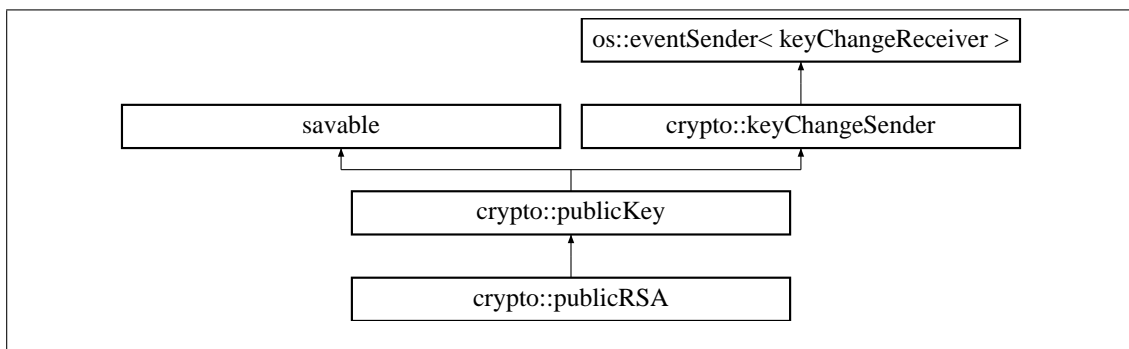 os::eventSender< keyChangeReceiver >
savable
crypto::keyChangeSender
crypto::publicKey
crypto::publicRSA